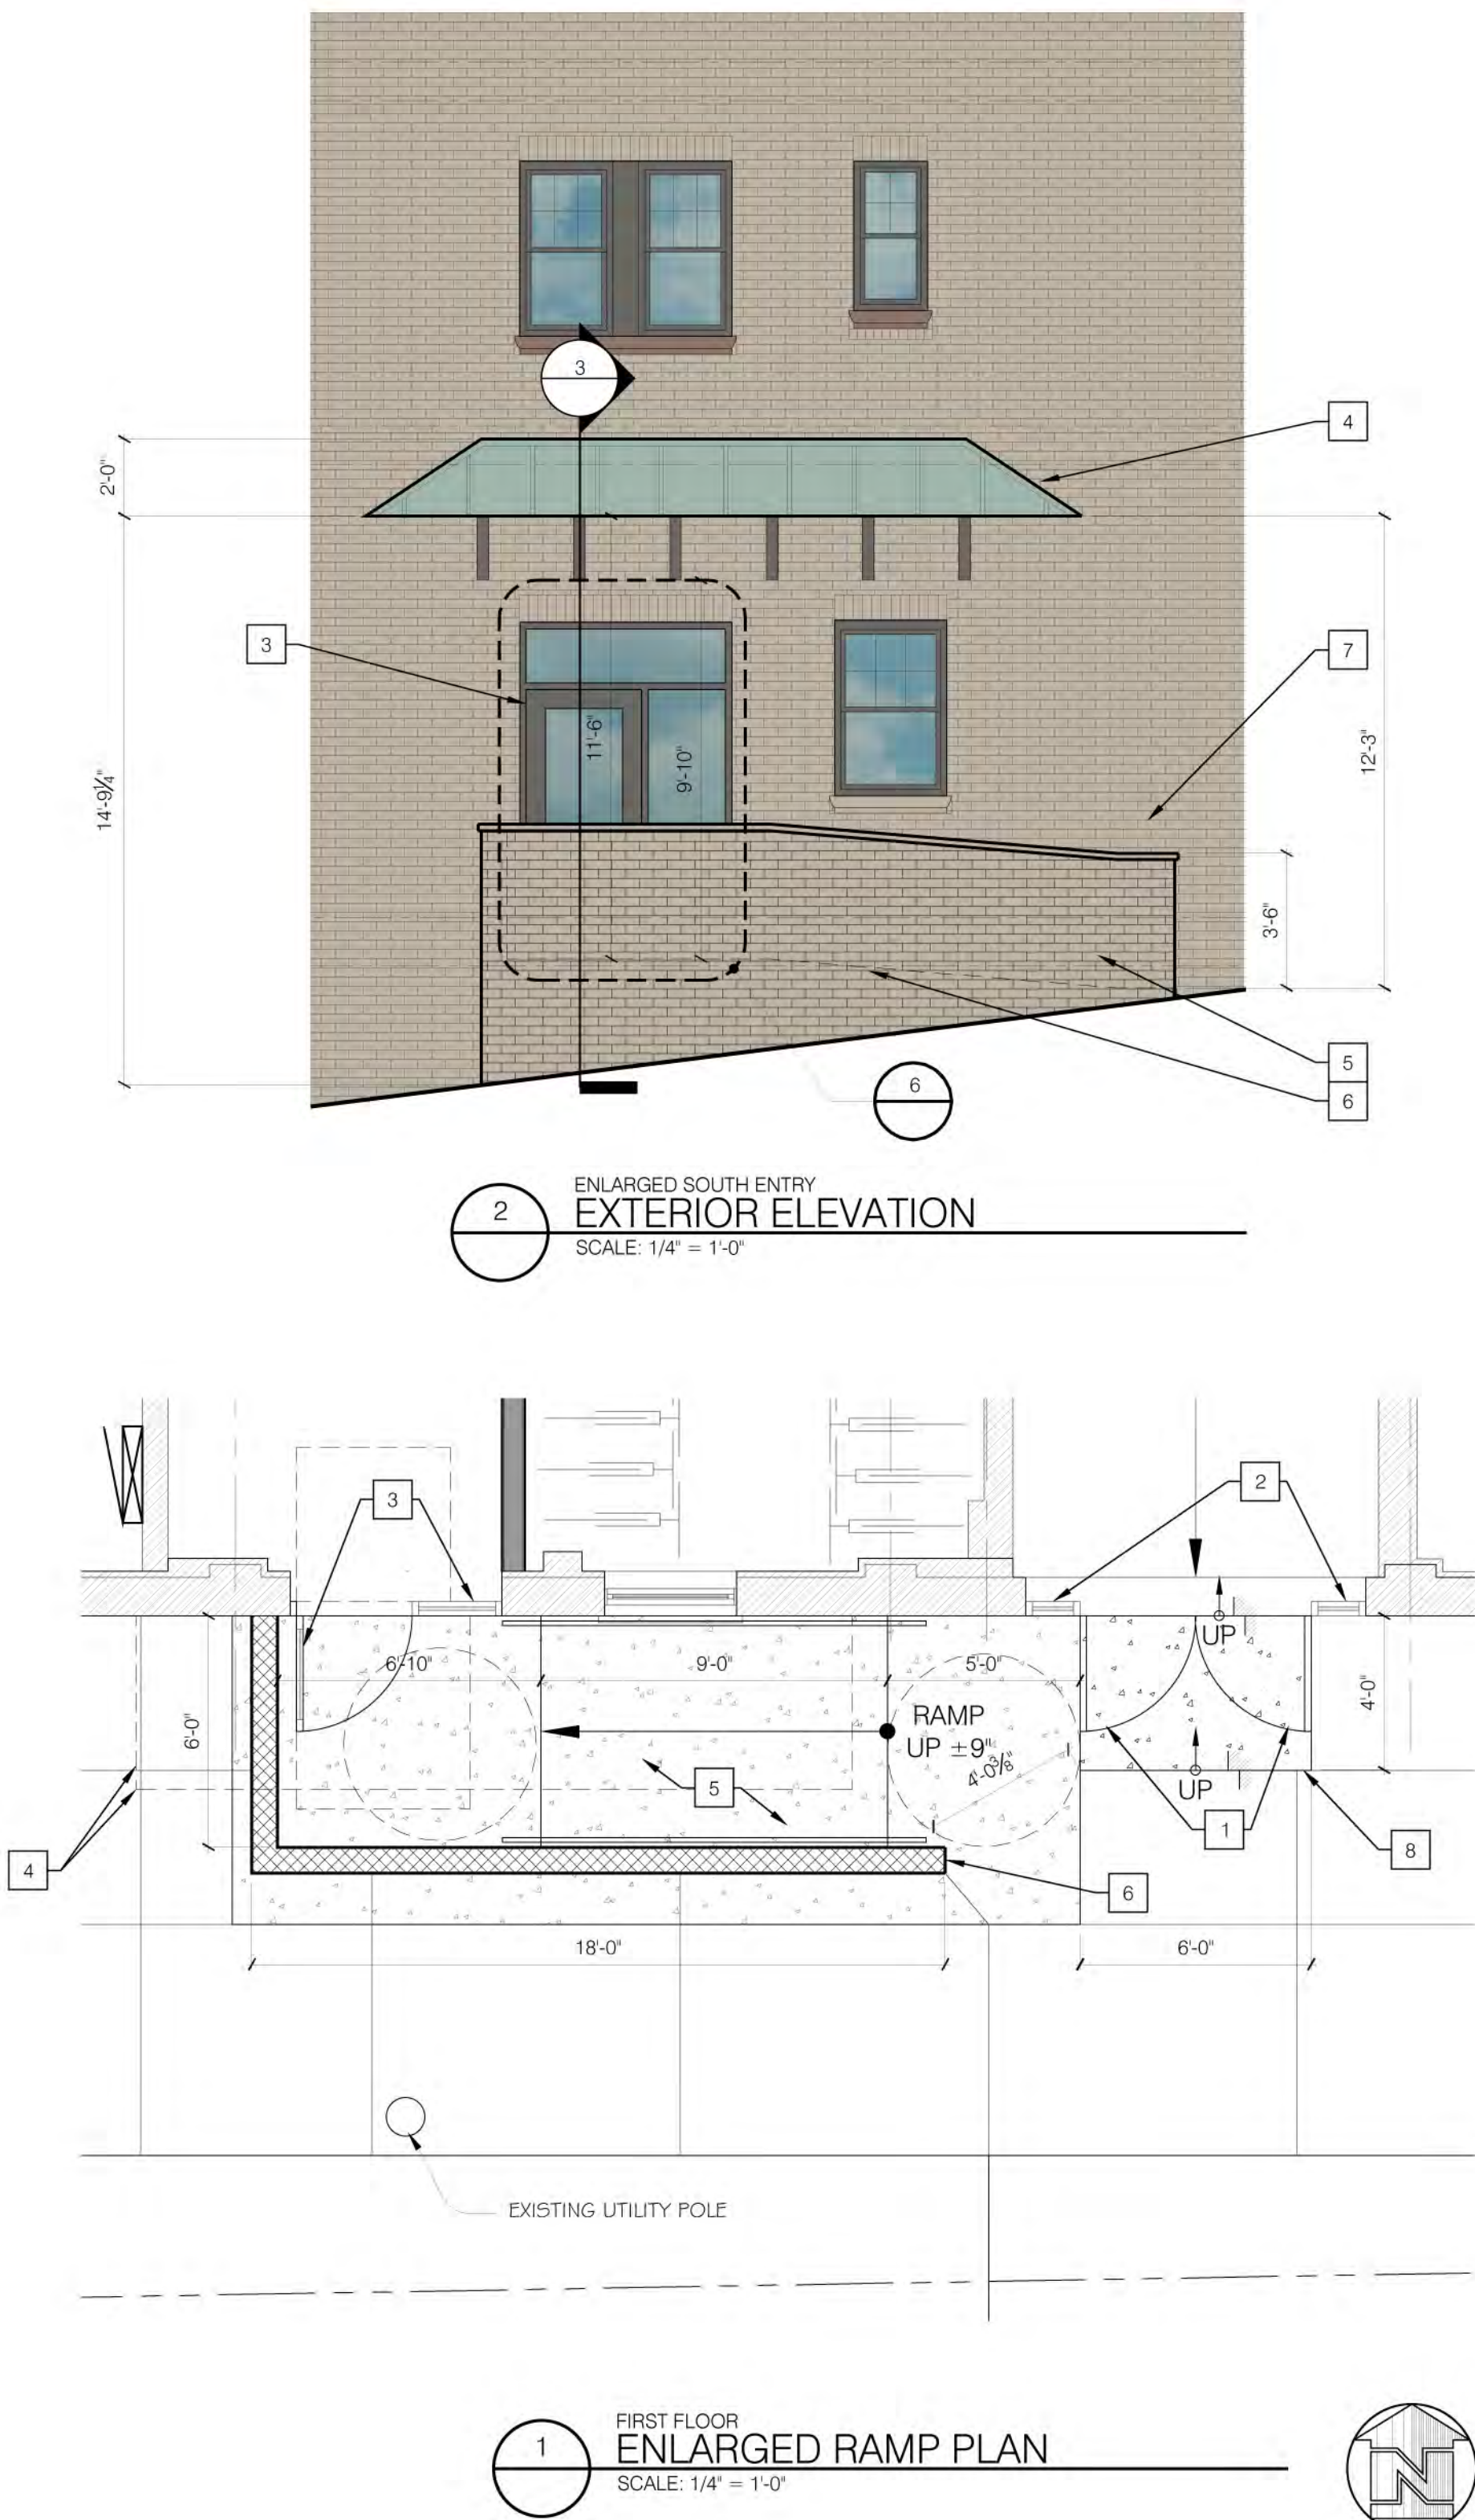 3
4
2'-0"
3
7
11'-6"
9'-10"
12'-3"
14'-9¼"
3'-6"
5
6
6
2
ENLARGED SOUTH ENTRY
EXTERIOR ELEVATION
SCALE: 1/4" = 1'-0"
3
2
UP
6'-10"
9'-0"
5'-0"
4'-0"
6'-0"
RAMP
UP ±9"
4'-0⅜"
5
UP
1
4
8
6
18'-0"
6'-0"
EXISTING UTILITY POLE
1
FIRST FLOOR
ENLARGED RAMP PLAN
SCALE: 1/4" = 1'-0"
N